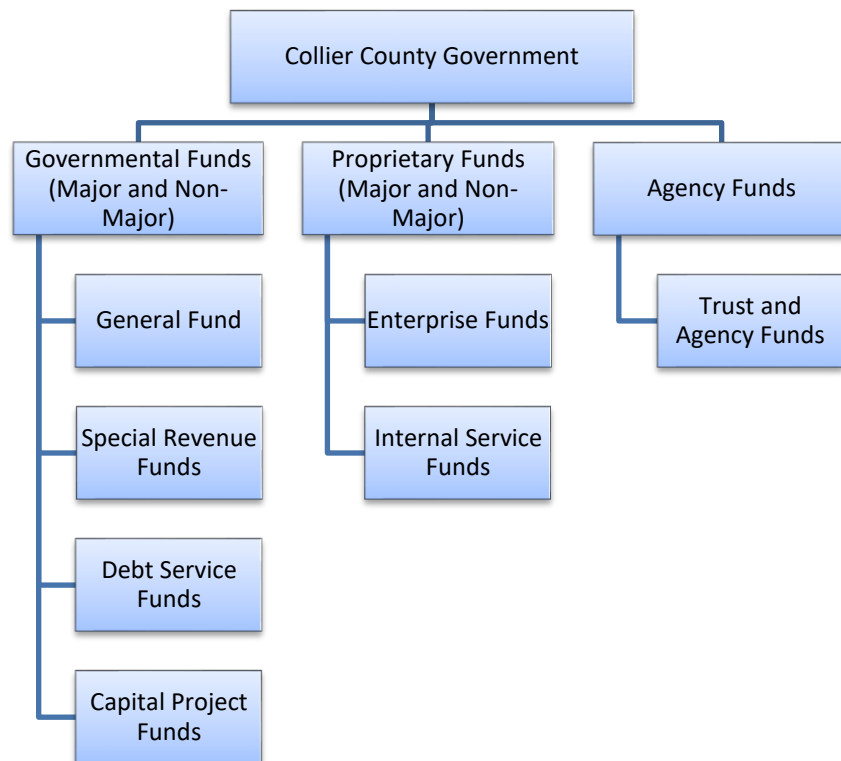 Collier County Government
Governmental Funds
(Major and Non-
Major)
Proprietary Funds
(Major and Non-
Major)
Agency Funds
General Fund
Special Revenue
Funds
Debt Service
Funds
Capital Project
Funds
Enterprise Funds
Internal Service
Funds
Trust and
Agency Funds